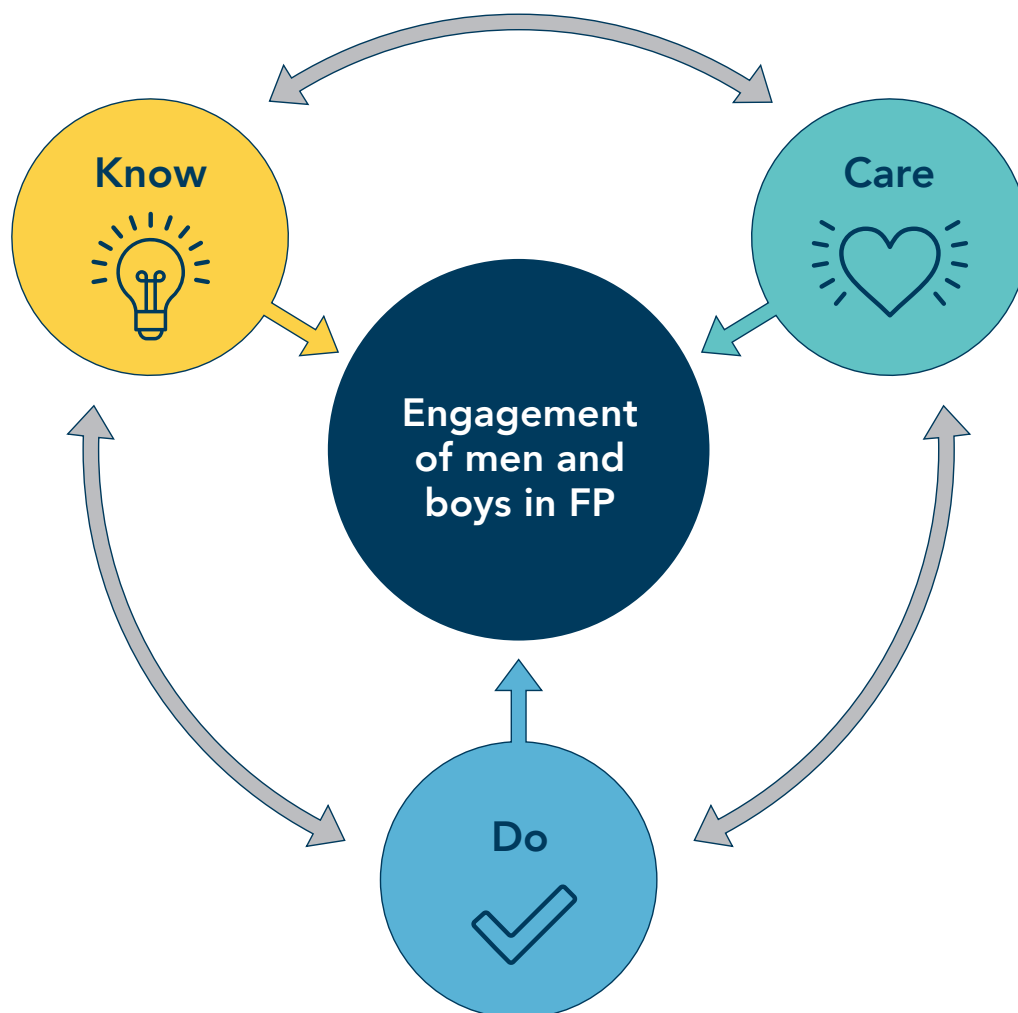 Know
Care
Engagement
of men and
boys in FP
Do